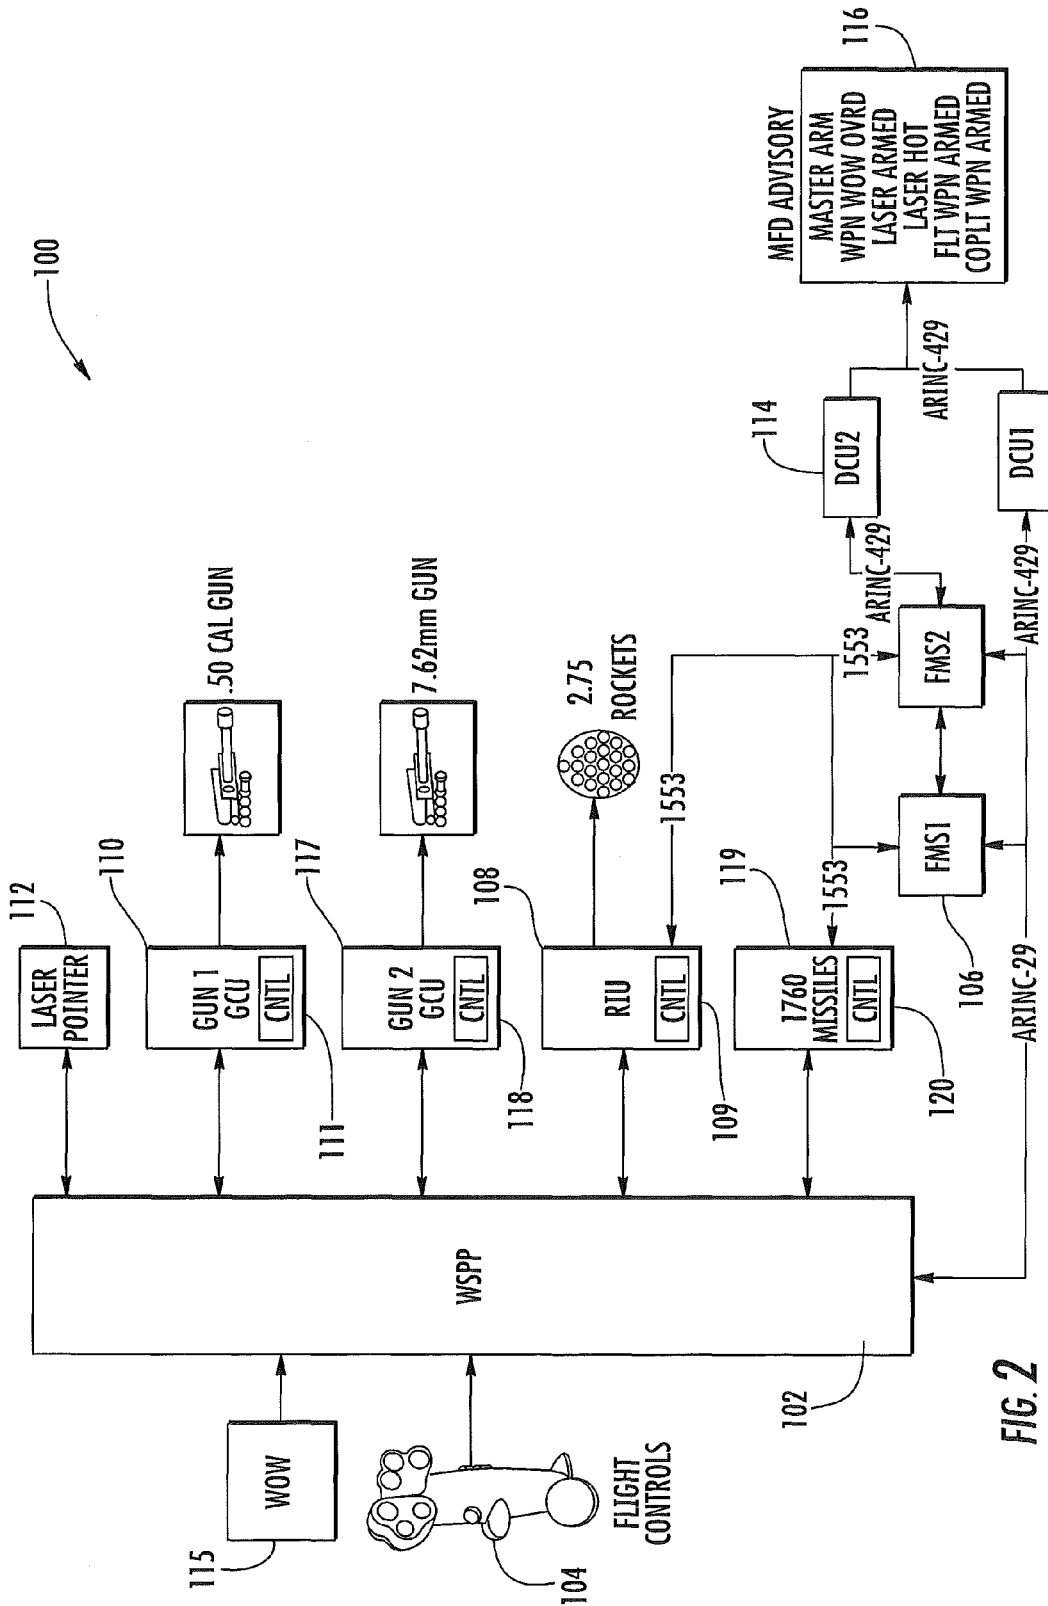 100
115
WOW
104
FLIGHT
CONTROLS
102
WSPP
112
LASER
POINTER
110
GUN 1
GCU
CNTL
111
.50 CAL GUN
117
GUN 2
GCU
CNTL
118
7.62mm GUN
108
RIU
CNTL
109
2.75
ROCKETS
1553
119
1760
MISSILES
CNTL
120
1553
1553
FMS1
106
FMS2
ARINC-29
ARINC-429
ARINC-429
114
DCU2
DCU1
ARINC-429
MFD ADVISORY
MASTER ARM
WPN WOW OVRD
LASER ARMED
LASER HOT
FLT WPN ARMED
COPLT WPN ARMED
116
FIG. 2